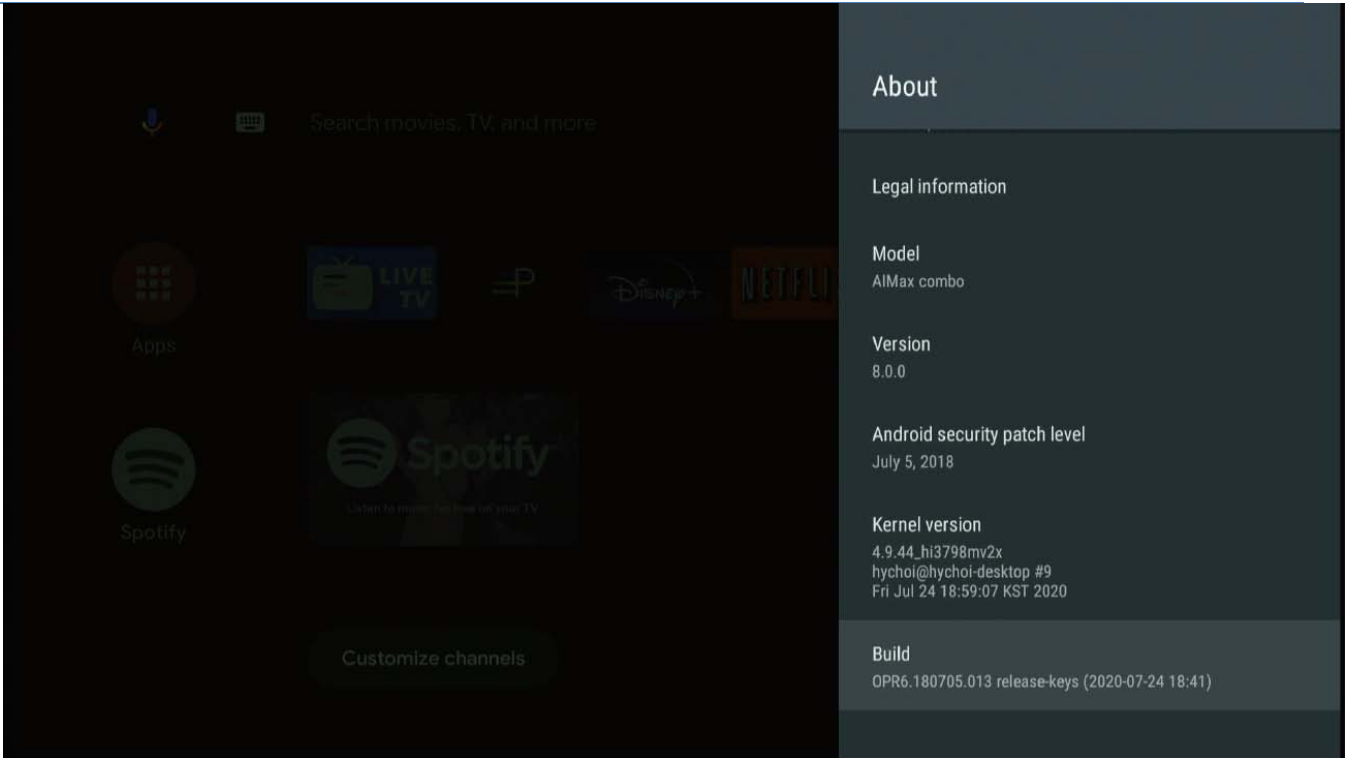 Search movies, TV, and more
LIVE
TV
Disney+
NETFLI
Apps
Spotify
Spotify
Customize channels
About
Legal information
Model
AIMax combo
Version
8.0.0
Android security patch level
July 5, 2018
Kernel version
4.9.44_hi3798mv2x
hychoi@hychoi-desktop #9
Fri Jul 24 18:59:07 KST 2020
Build
OPR6.180705.013 release-keys (2020-07-24 18:41)